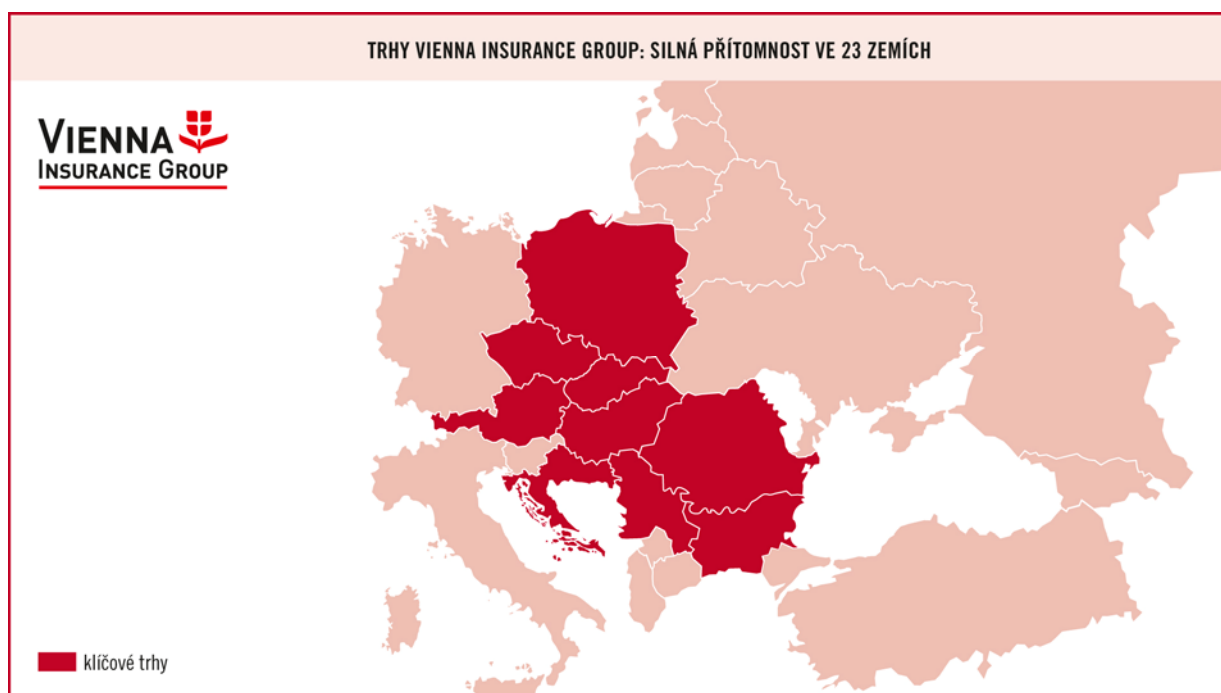 TRHY VIENNA INSURANCE GROUP: SILNÁ PŘÍTOMNOST VE 23 ZEMÍCH
VIENNA
INSURANCE GROUP
klíčové trhy